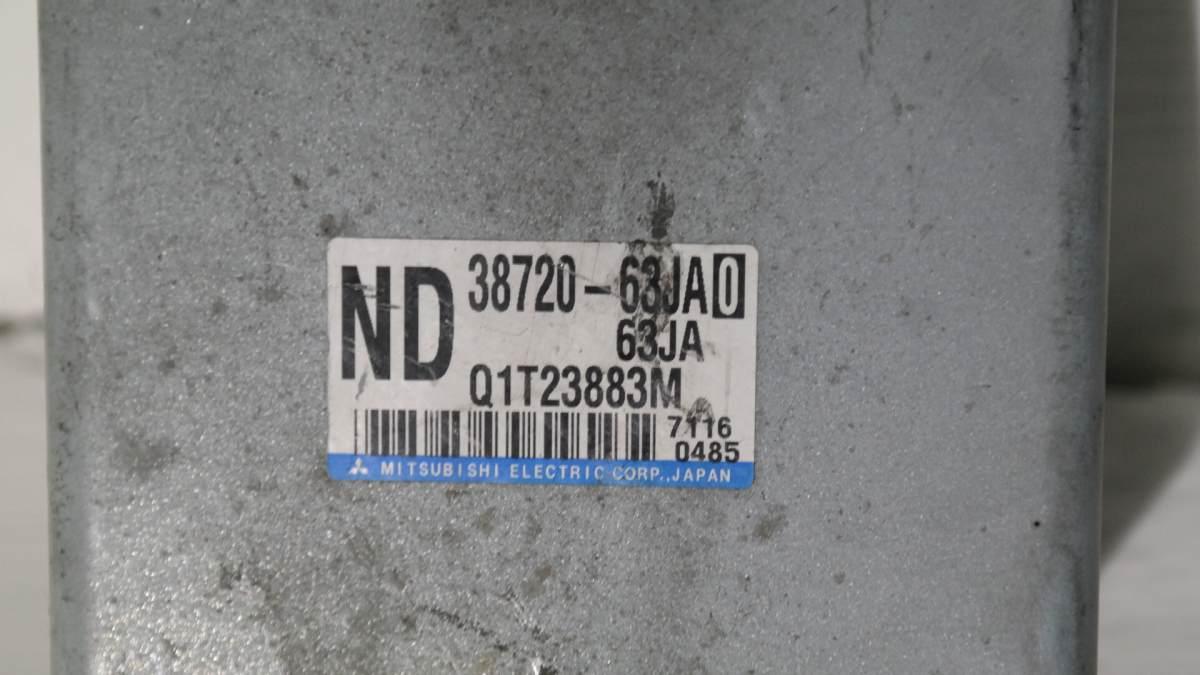 ND 38720-63JA0
63JA
Q1T23883M
7116
0485
MITSUBISHI ELECTRIC CORP., JAPAN